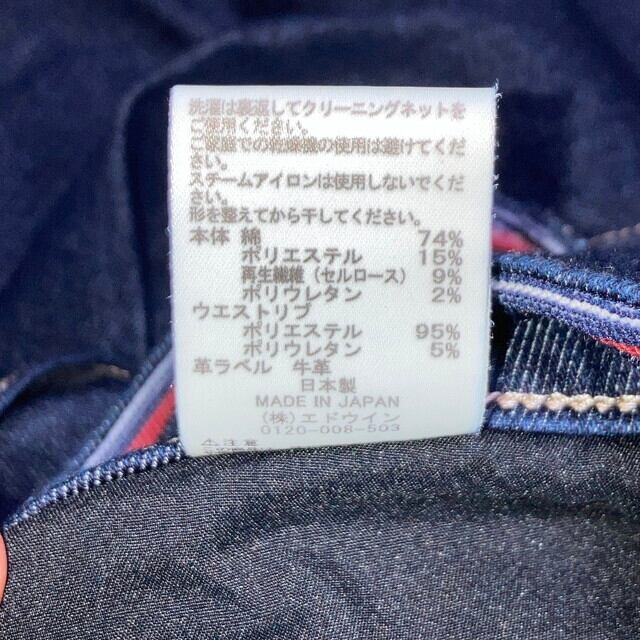 洗濯は裏返してクリーニングネットを
ご使用ください。
ご家庭での乾燥機の使用は避けてくだ
さい。
スチームアイロンは使用しないでくだ
さい。
形を整えてから干してください。
本体 綿 74%
ポリエステル 15%
再生繊維（セルロース） 9%
ポリウレタン 2%
ウエストリブ
ポリエステル 95%
ポリウレタン 5%
革ラベル 牛革
日本製
MADE IN JAPAN
(株)エドウイン
0120-008-503
⚠注意